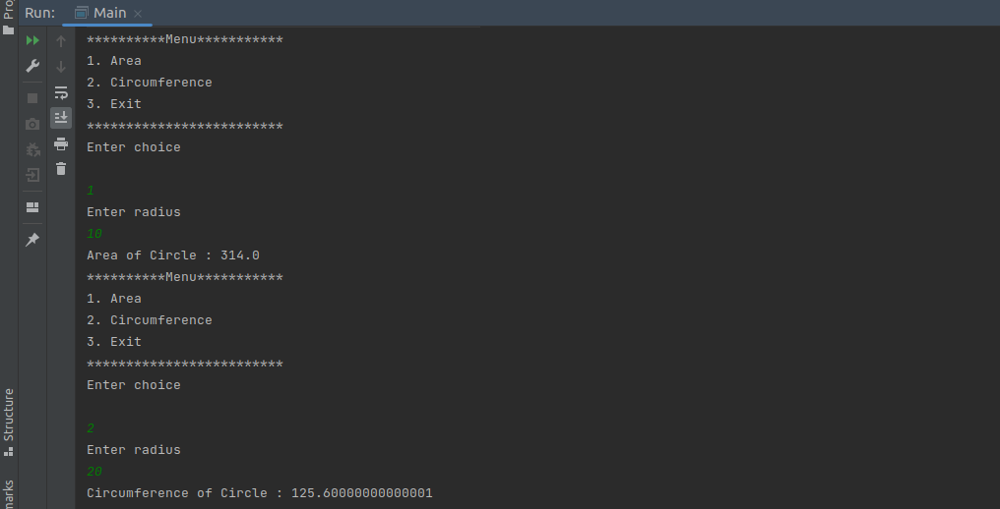 Run: Main
**********Menu***********
1. Area
2. Circumference
3. Exit
*************************
Enter choice
1
Enter radius
10
Area of Circle : 314.0
**********Menu***********
1. Area
2. Circumference
3. Exit
*************************
Enter choice
2
Enter radius
20
Circumference of Circle : 125.60000000000001
Structure